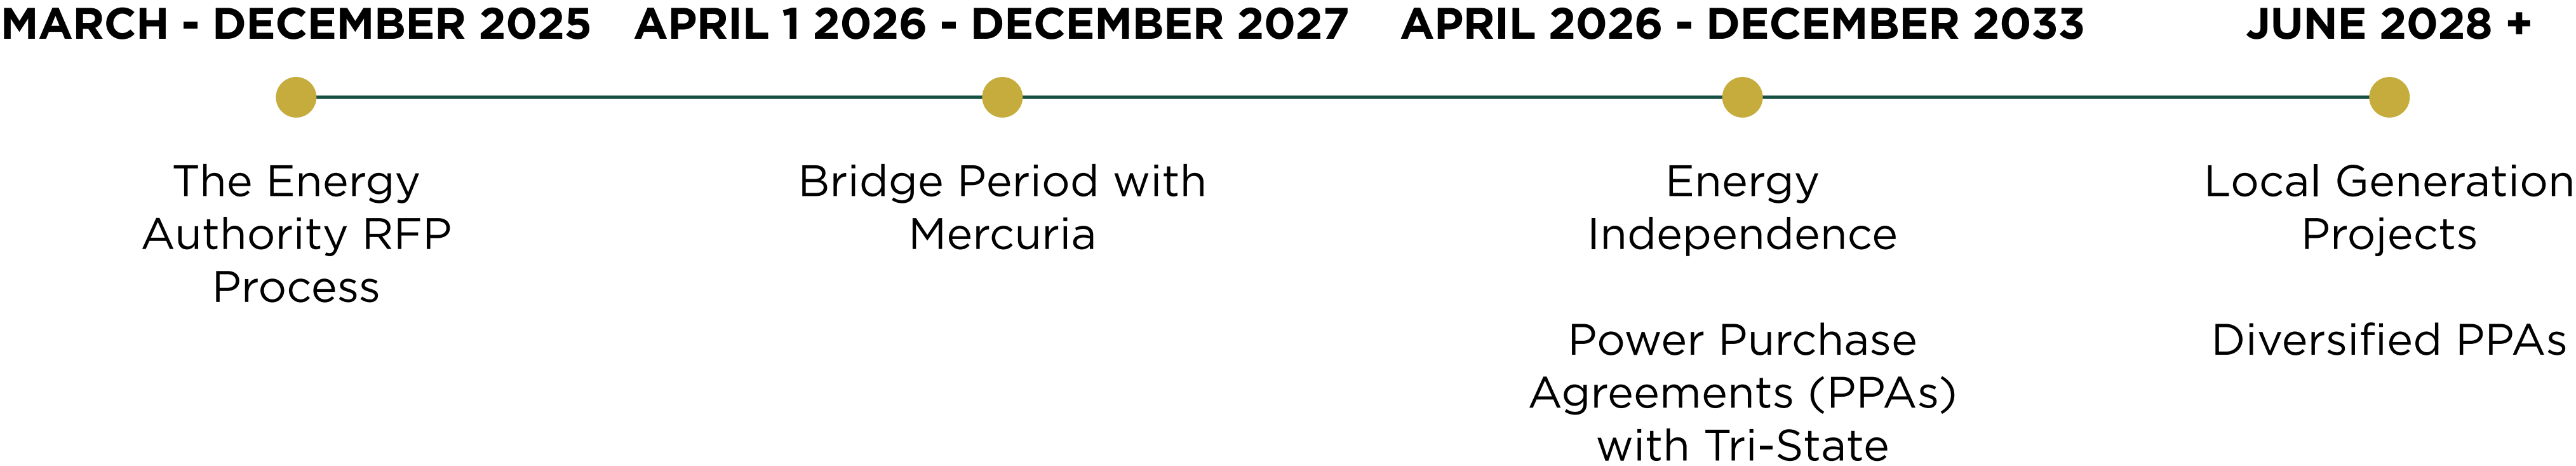 MARCH - DECEMBER 2025
The Energy
Authority RFP
Process
APRIL 1 2026 - DECEMBER 2027
Bridge Period with
Mercuria
APRIL 2026 - DECEMBER 2033
Energy
Independence
Power Purchase
Agreements (PPAs)
with Tri-State
JUNE 2028 +
Local Generation
Projects
Diversified PPAs